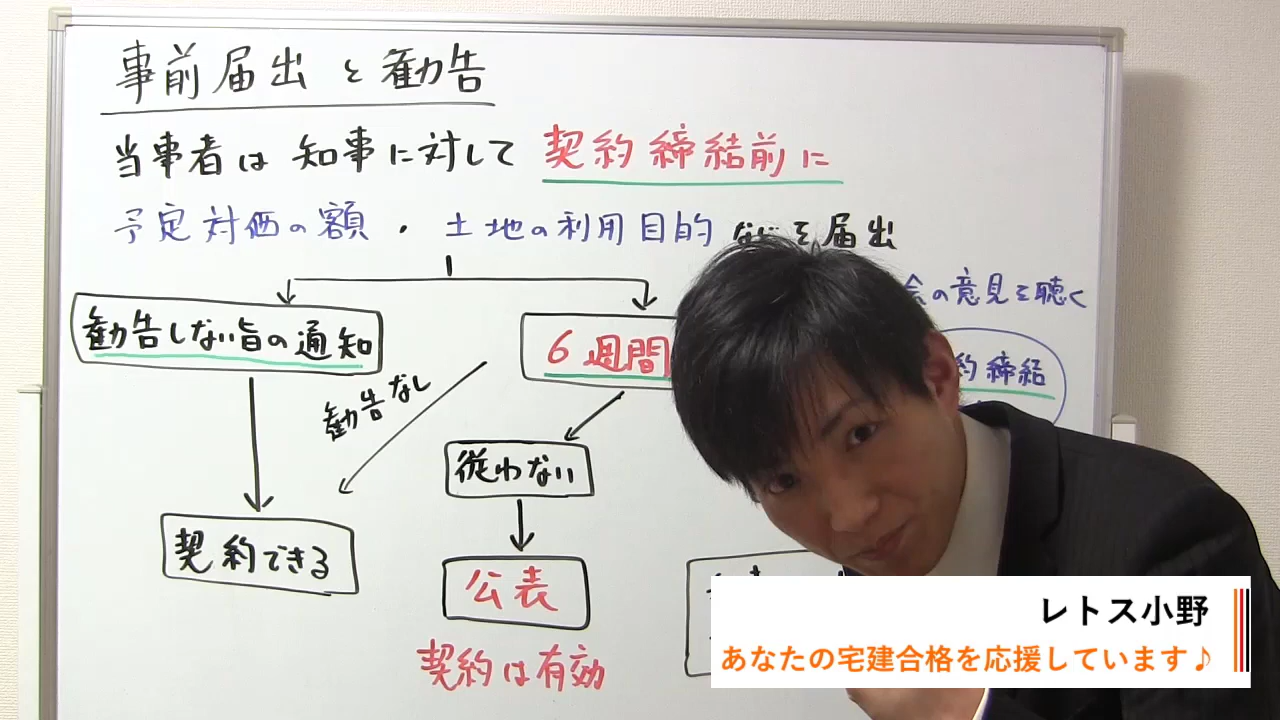 事前届出と勧告
当事者は知事に対して契約締結前に
予定対価の額・土地の利用目的などを届出
会の意見を聴く
勧告しない旨の通知
6週間
約締結
勧告なし
従わない
契約できる
公表
契約は有効
レトス小野
あなたの宅建合格を応援しています♪